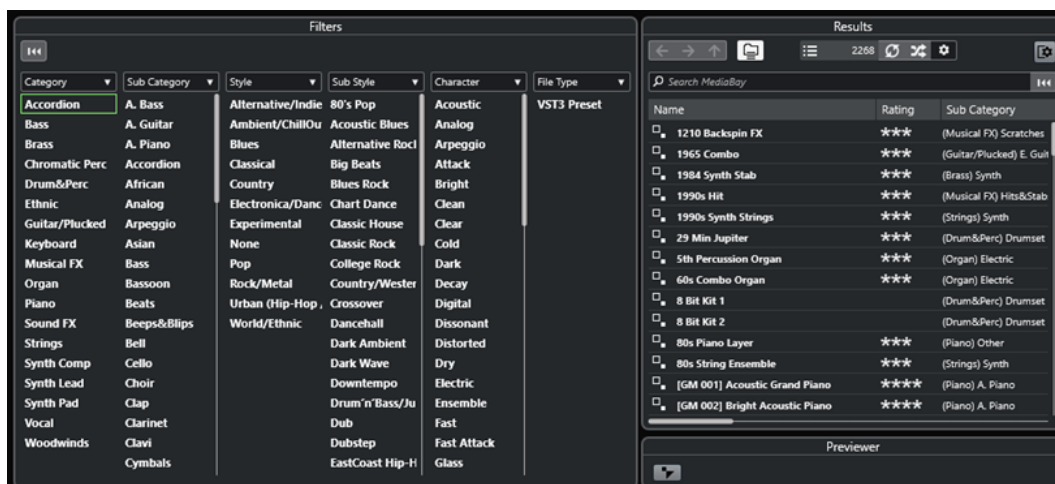 Filters
Category
Sub Category
Style
Sub Style
Character
File Type
Accordion
Bass
Brass
Chromatic Perc
Drum&Perc
Ethnic
Guitar/Plucked
Keyboard
Musical FX
Organ
Piano
Sound FX
Strings
Synth Comp
Synth Lead
Synth Pad
Vocal
Woodwinds
A. Bass
A. Guitar
A. Piano
Accordion
African
Analog
Arpeggio
Asian
Bass
Bassoon
Beats
Beeps&Blips
Bell
Cello
Choir
Clap
Clarinet
Clavi
Cymbals
Alternative/Indie
Ambient/ChillOu
Blues
Classical
Country
Electronica/Danc
Experimental
None
Pop
Rock/Metal
Urban (Hip-Hop ,
World/Ethnic
80's Pop
Acoustic Blues
Alternative Rocl
Big Beats
Blues Rock
Chart Dance
Classic House
Classic Rock
College Rock
Country/Wester
Crossover
Dancehall
Dark Ambient
Dark Wave
Downtempo
Drum´n´Bass/Ju
Dub
Dubstep
EastCoast Hip-H
Acoustic
Analog
Arpeggio
Attack
Bright
Clean
Clear
Cold
Dark
Decay
Digital
Dissonant
Distorted
Dry
Electric
Ensemble
Fast
Fast Attack
Glass
VST3 Preset
Results
2268
Search MediaBay
Name Rating Sub Category
1210 Backspin FX *** (Musical FX) Scratches
1965 Combo *** (Guitar/Plucked) E. Guit
1984 Synth Stab *** (Brass) Synth
1990s Hit *** (Musical FX) Hits&Stab
1990s Synth Strings *** (Strings) Synth
29 Min Jupiter *** (Drum&Perc) Drumset
5th Percussion Organ *** (Organ) Electric
60s Combo Organ *** (Organ) Electric
8 Bit Kit 1 (Drum&Perc) Drumset
8 Bit Kit 2 (Drum&Perc) Drumset
80s Piano Layer *** (Piano) Other
80s String Ensemble *** (Strings) Synth
[GM 001] Acoustic Grand Piano **** (Piano) A. Piano
[GM 002] Bright Acoustic Piano **** (Piano) A. Piano
Previewer